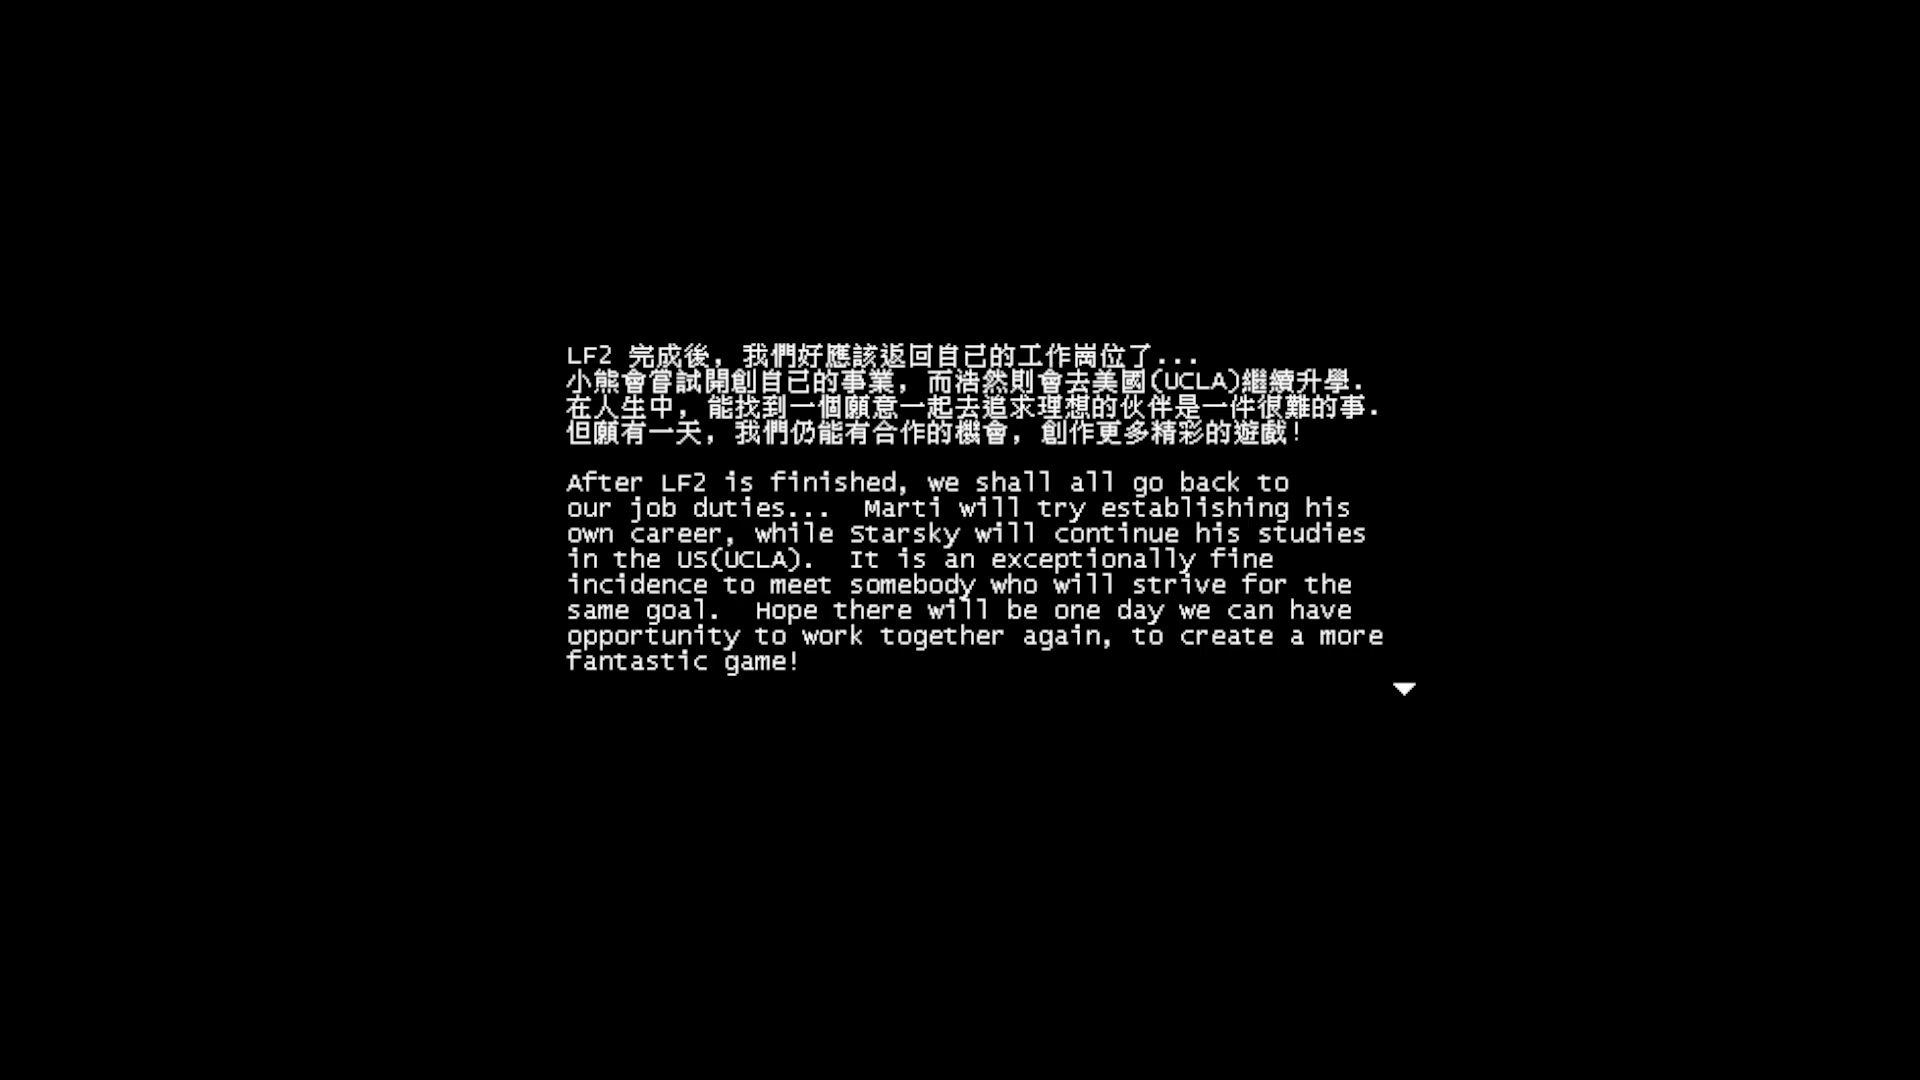 LF2 完成後, 我們好應該返回自己的工作崗位了...
小熊會嘗試開創自已的事業, 而浩然則會去美國(UCLA)繼續升學.
在人生中, 能找到一個願意一起去追求理想的伙伴是一件很難的事.
但願有一天, 我們仍能有合作的機會, 創作更多精彩的遊戲!
After LF2 is finished, we shall all go back to
our job duties...  Marti will try establishing his
own career, while Starsky will continue his studies
in the US(UCLA).  It is an exceptionally fine
incidence to meet somebody who will strive for the
same goal.  Hope there will be one day we can have
opportunity to work together again, to create a more
fantastic game!